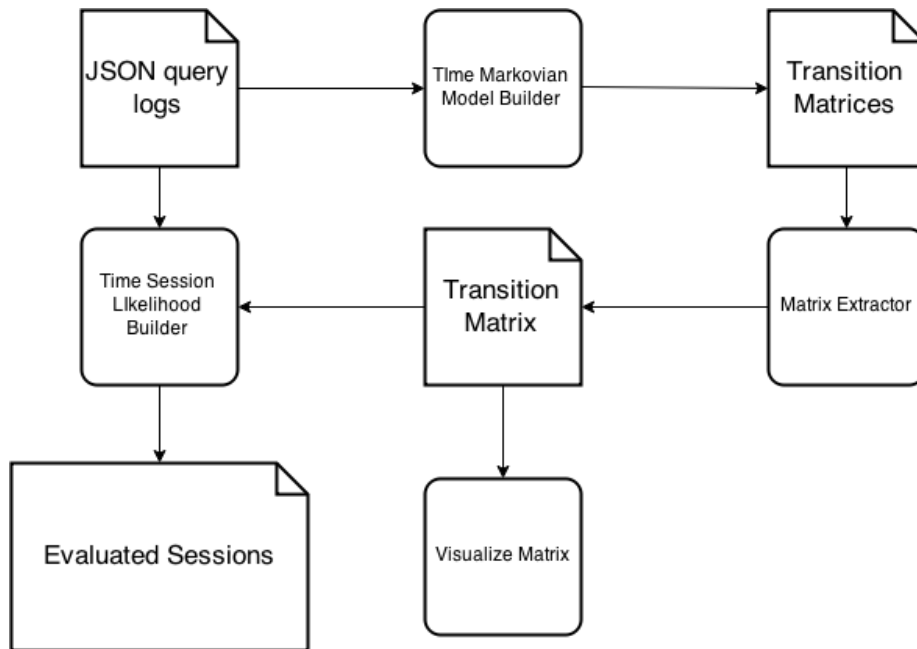 JSON query
logs
TIme Markovian
Model Builder
Transition
Matrices
Time Session
LIkelihood
Builder
Transition
Matrix
Matrix Extractor
Evaluated Sessions
Visualize Matrix